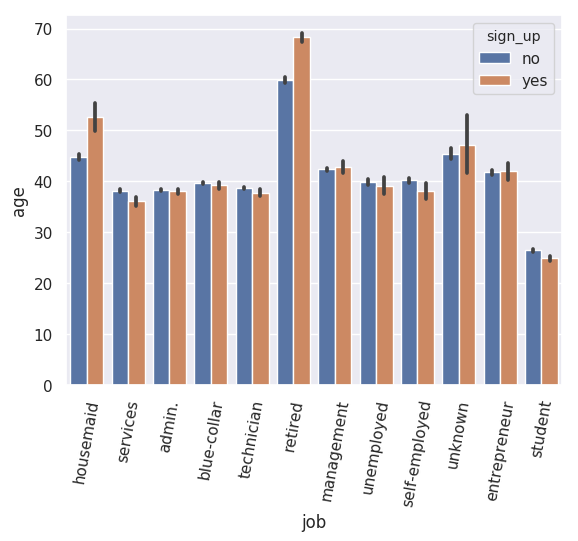 sign_up
no
yes
age
70
60
50
40
30
20
10
0
housemaid
services
admin.
blue-collar
technician
retired
management
unemployed
self-employed
unknown
entrepreneur
student
job